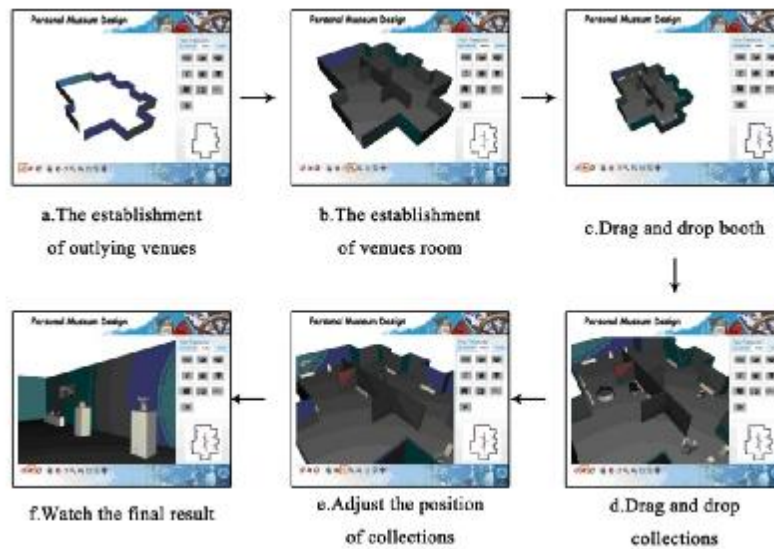 Personal Museum Design
Personal Museum Design
Personal Museum Design
a.The establishment
of outlying venues
b.The establishment
of venues room
c.Drag and drop booth
Personal Museum Design
Personal Museum Design
Personal Museum Design
f.Watch the final result
e.Adjust the position
of collections
d.Drag and drop
collections